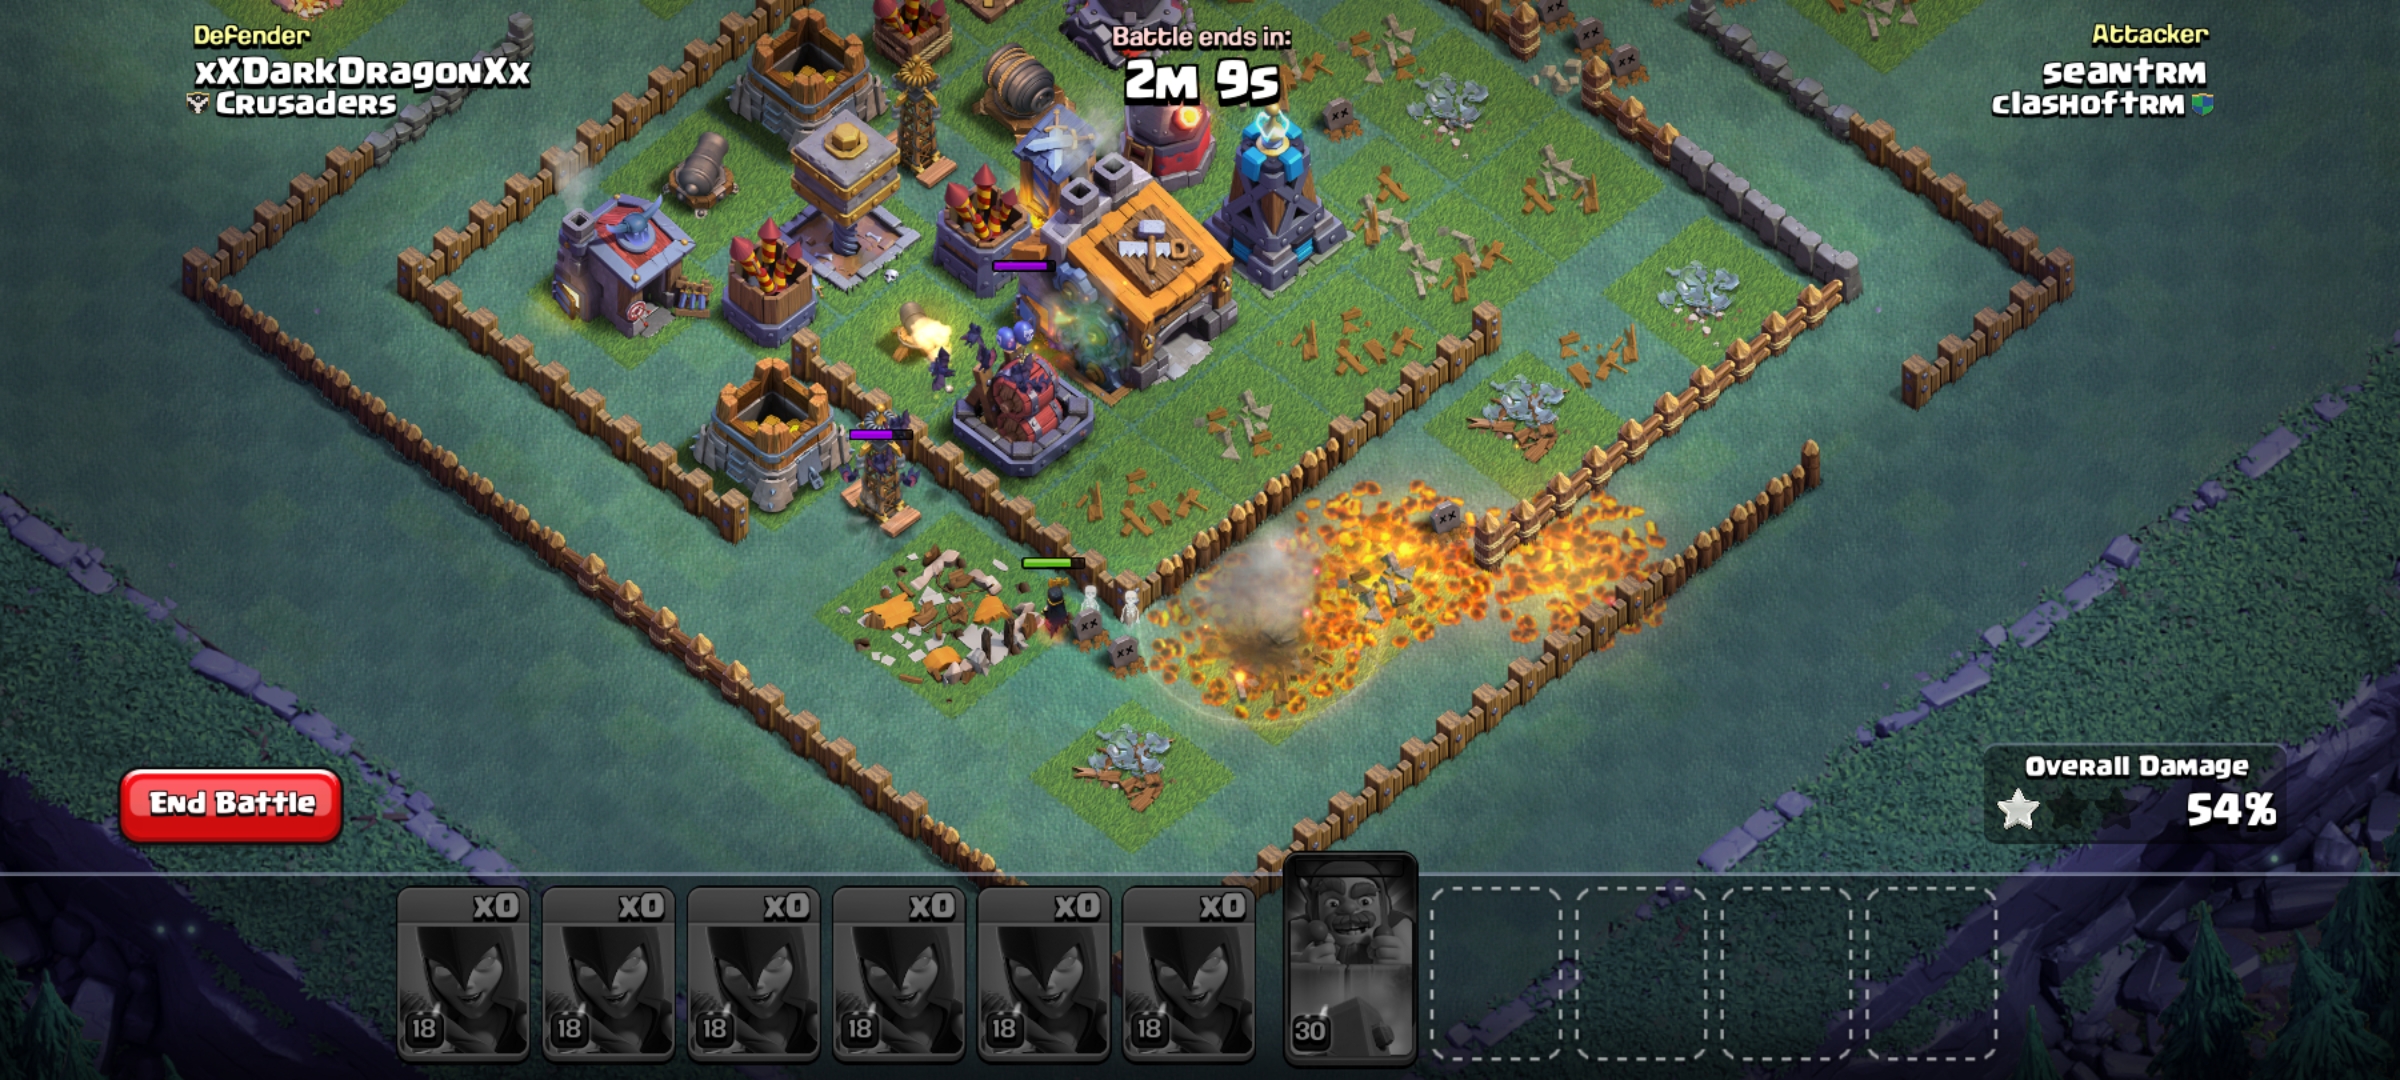 Defender
xXDarkDragonXx
Crusaders
Battle ends in:
2m 9s
Attacker
seantrm
clashoftrm
End Battle
Overall Damage
54%
x0 x0 x0 x0 x0 x0
18 18 18 18 18 18 30